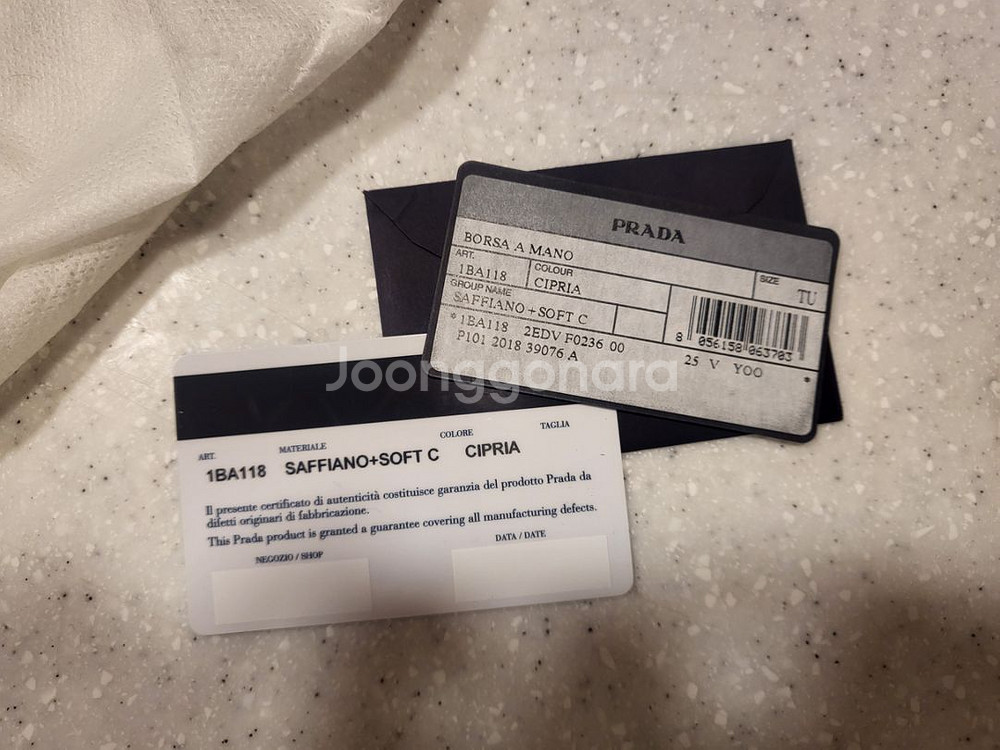 PRADA
BORSA A MANO
ART.
1BA118
COLOUR
CIPRIA
SIZE
TU
GROUP NAME
SAFFIANO+SOFT C
* 1BA118 2EDV F0236 00
P101 2018 39076 A
8 056158 063703
25 V YOO *
Joonggonara
ART. MATERIALE COLORE TAGLIA
1BA118 SAFFIANO+SOFT C CIPRIA
Il presente certificato di autenticità costituisce garanzia del prodotto Prada da
difetti originari di fabbricazione.
This Prada product is granted a guarantee covering all manufacturing defects.
NEGOZIO / SHOP DATA / DATE